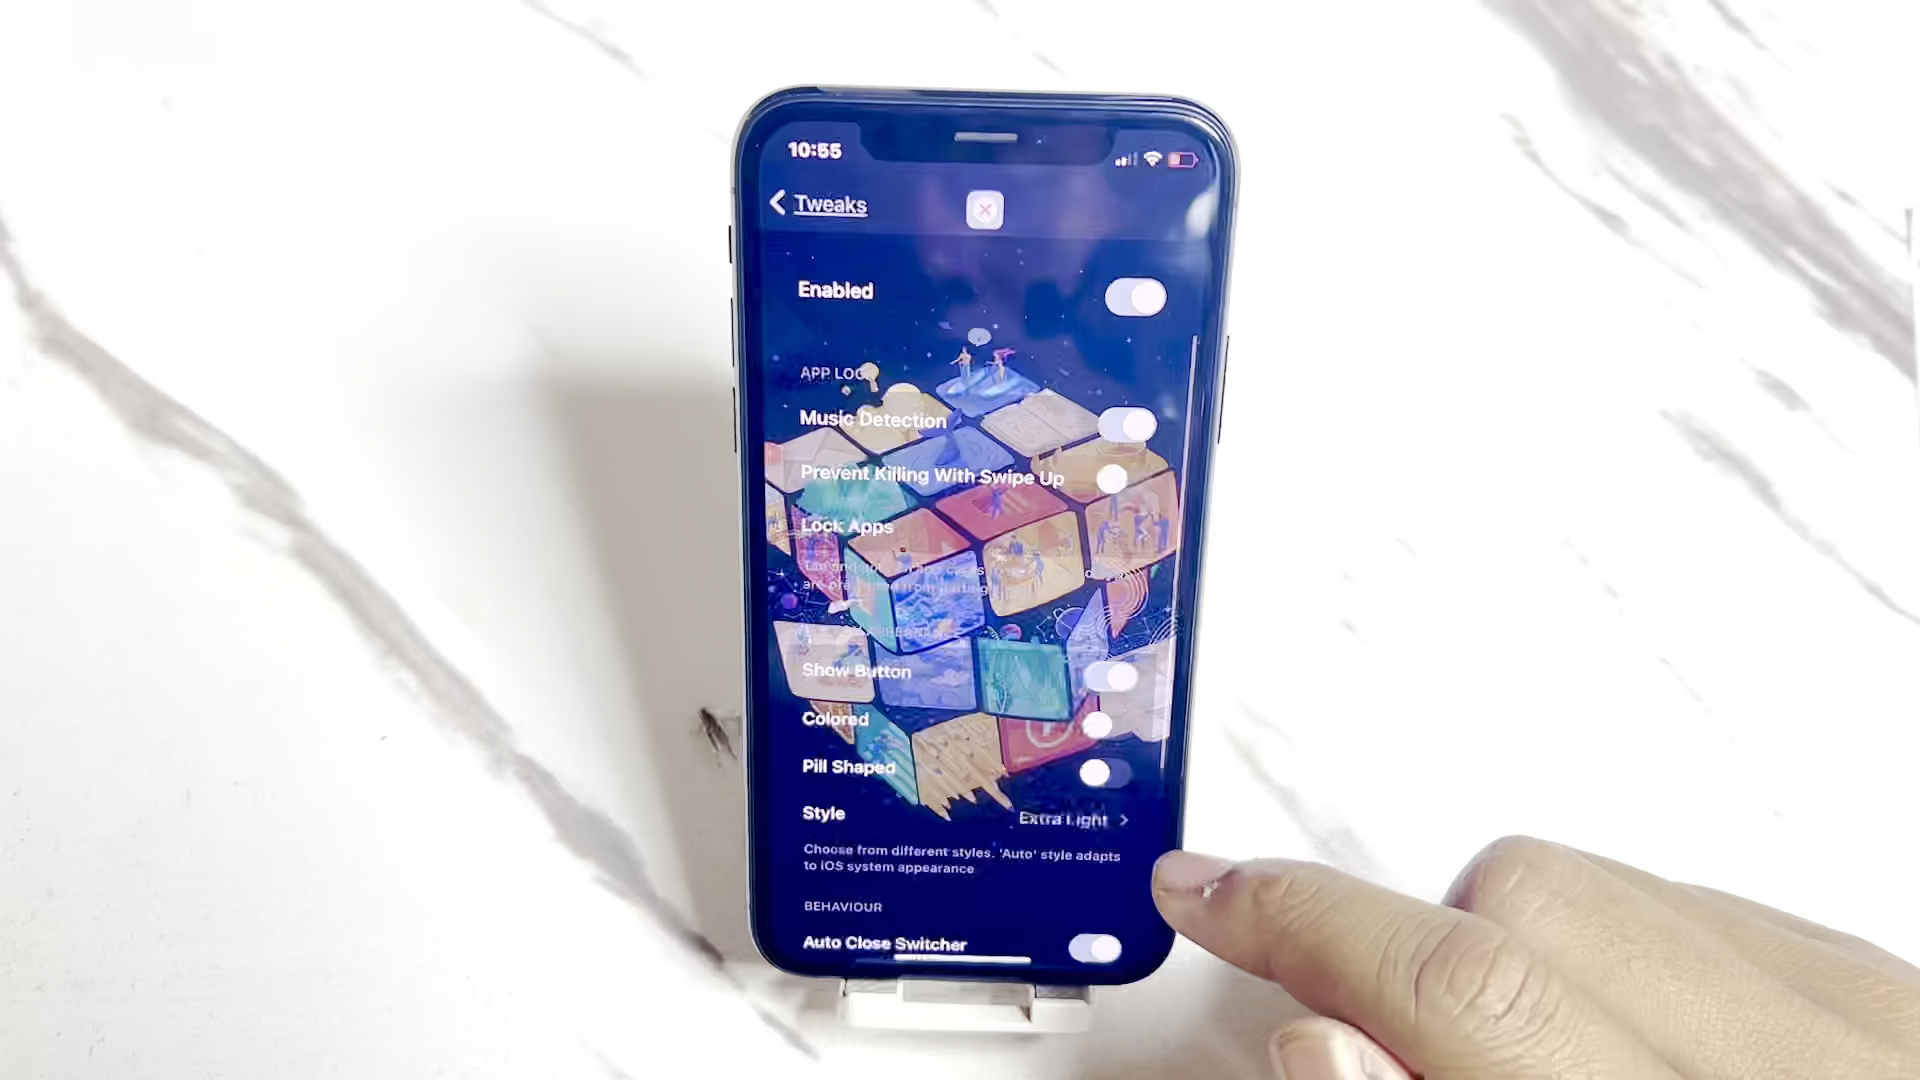 10:55
Tweaks
Enabled
APP LOCK
Music Detection
Prevent Killing With Swipe Up
Lock Apps
Show Button
Colored
Pill Shaped
Style
Extra Light
Choose from different styles. 'Auto' style adapts
to iOS system appearance
BEHAVIOUR
Auto Close Switcher